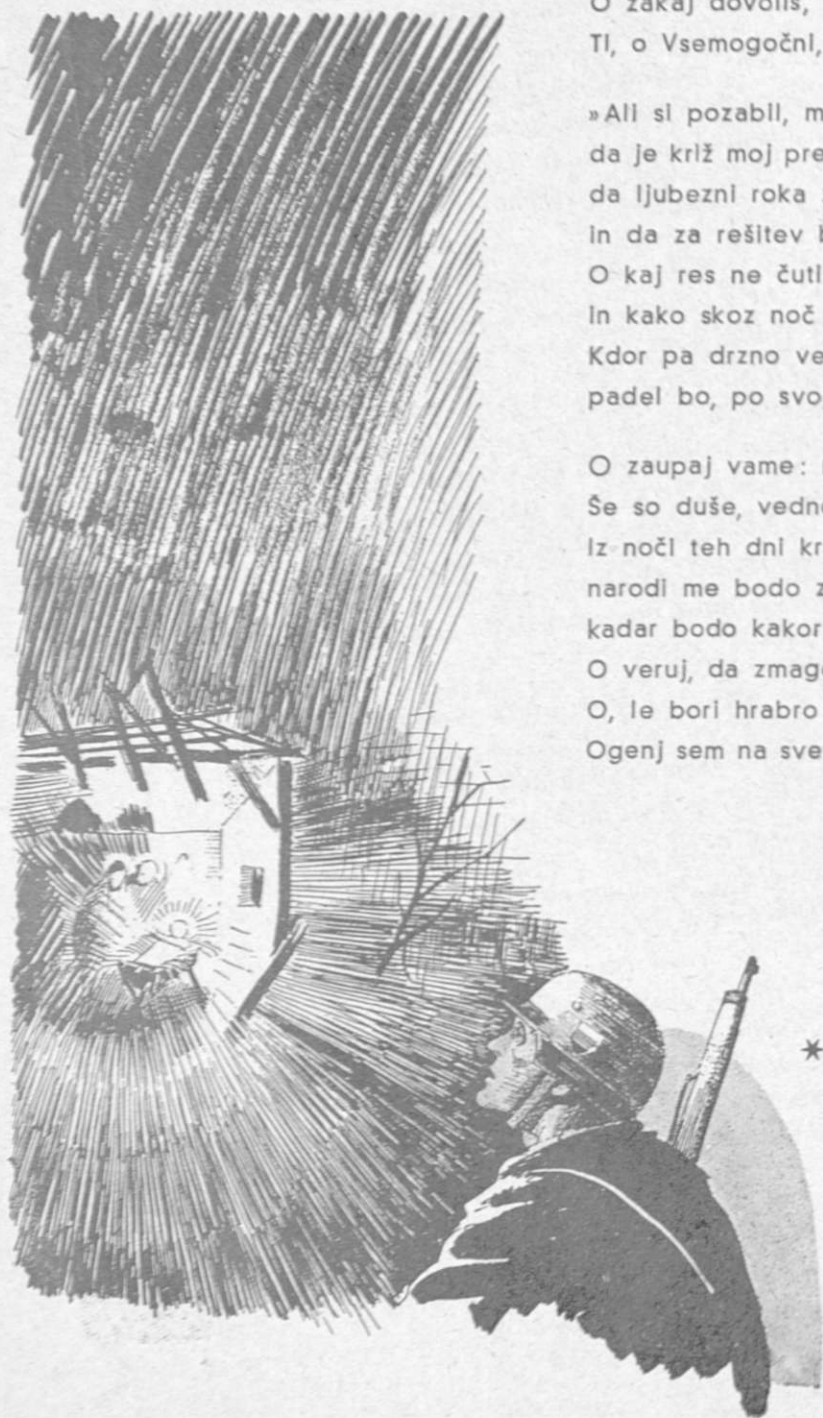 O zakaj dovoliš,
Ti, o Vsemogočni,
»Ali si pozabil, m
da je križ moj pre
da ljubezni roka
in da za rešitev b
O kaj res ne čuti
in kako skoz noč
Kdor pa drzno ve
padel bo, po svo
O zaupaj vame:
Še so duše, vedn
Iz noči teh dni kr
narodi me bodo z
kadar bodo kakor
O veruj, da zmag
O, le bori hrabro
Ogenj sem na sve
*